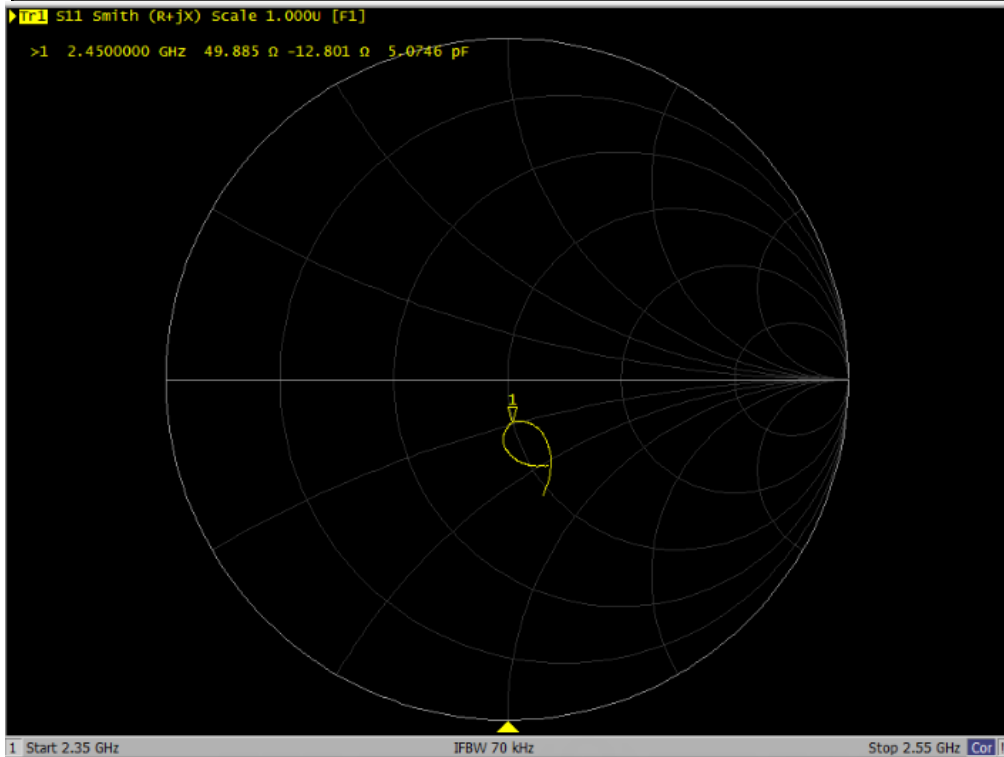 Tr1 S11 Smith (R+jX) Scale 1.000U [F1]
>1 2.4500000 GHz 49.885 Ω -12.801 Ω 5.0746 pF
1
1 Start 2.35 GHz IFBW 70 kHz Stop 2.55 GHz Cor